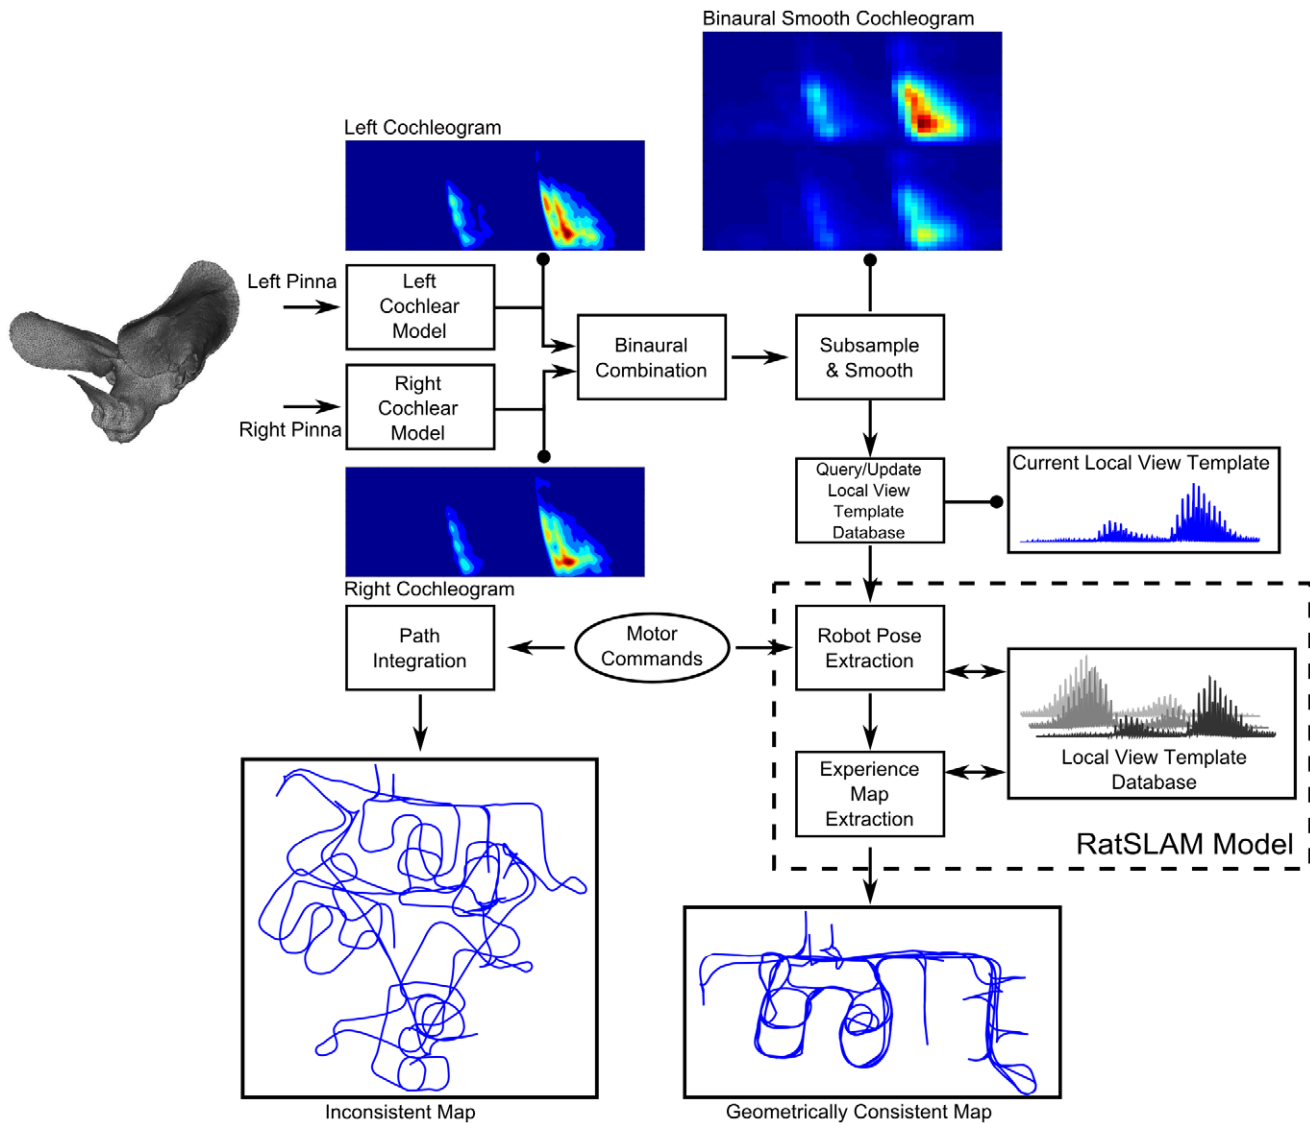 Binaural Smooth Cochleogram
Left Cochleogram
Left Pinna
Left
Cochlear
Model
Binaural
Combination
Subsample
& Smooth
Right
Cochlear
Model
Right Pinna
Query/Update
Local View
Template
Database
Current Local View Template
Right Cochleogram
Path
Integration
Motor
Commands
Robot Pose
Extraction
Local View Template
Database
Experience
Map
Extraction
RatSLAM Model
Inconsistent Map
Geometrically Consistent Map